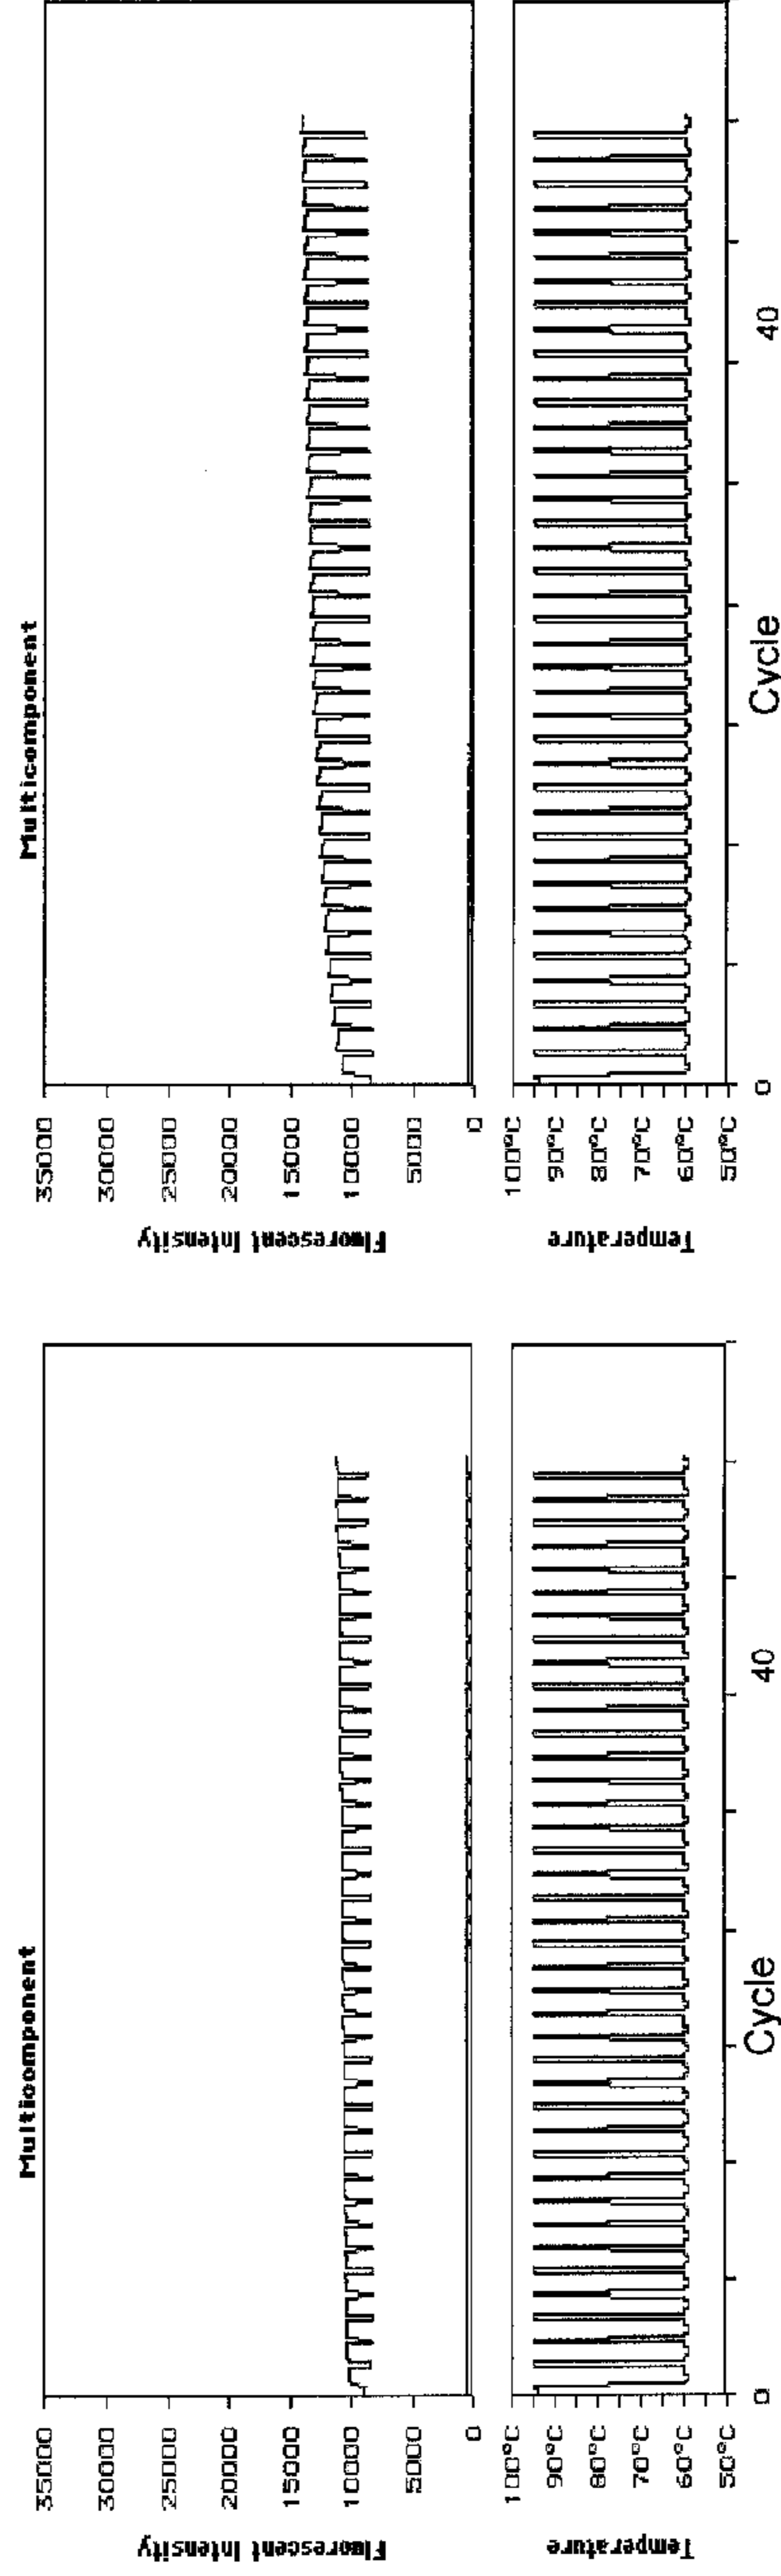 Multicomponent
Fluorescent Intensity
35000
30000
25000
20000
15000
10000
5000
0
Temperature
100°C
90°C
80°C
70°C
60°C
50°C
0
40
Cycle
Multicomponent
Fluorescent Intensity
35000
30000
25000
20000
15000
10000
5000
0
Temperature
100°C
90°C
80°C
70°C
60°C
50°C
0
40
Cycle